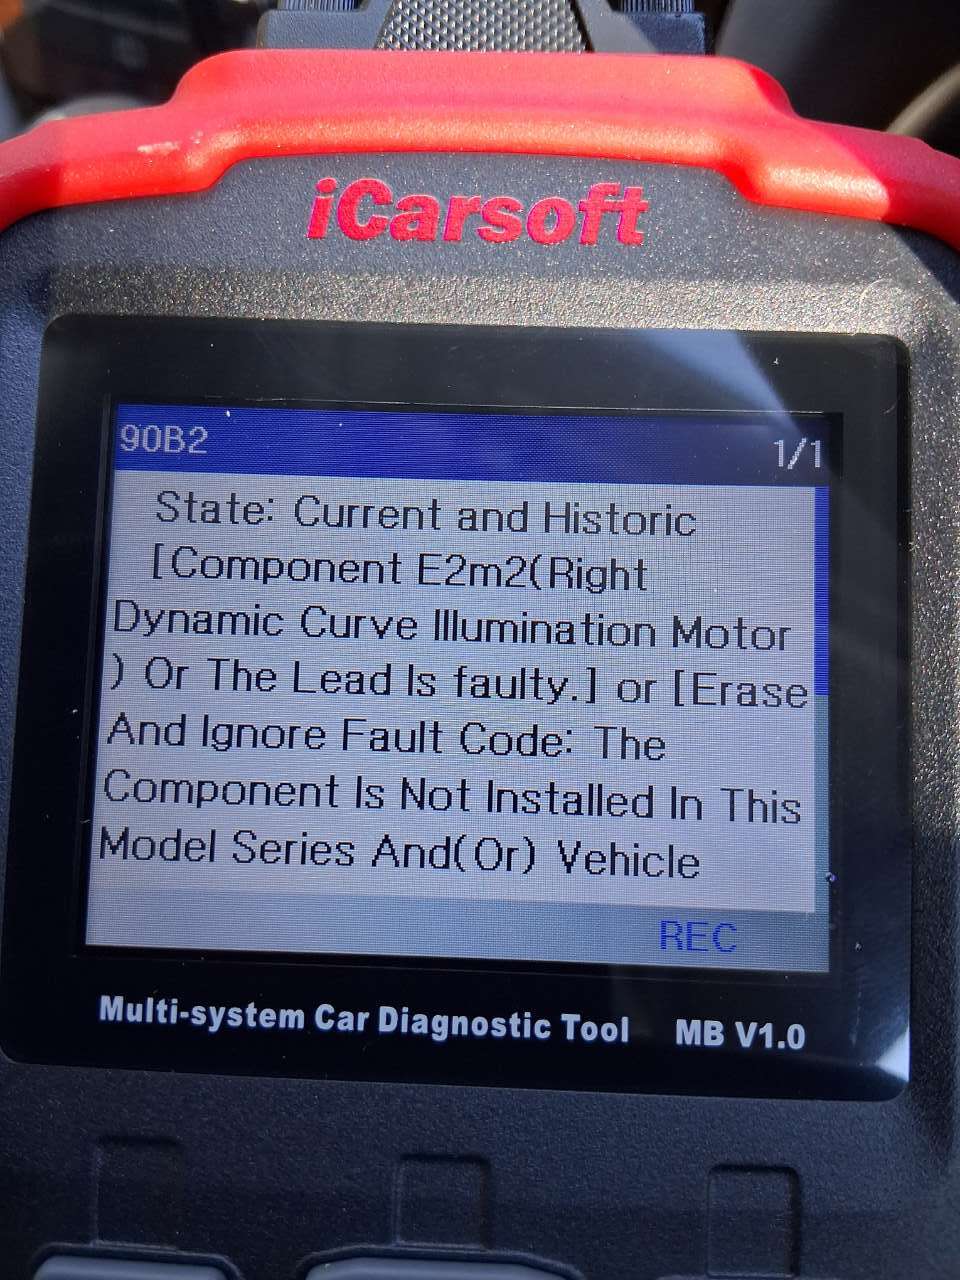 iCarsoft
90B2 1/1
State: Current and Historic
[Component E2m2(Right
Dynamic Curve Illumination Motor
) Or The Lead Is faulty.] or [Erase
And Ignore Fault Code: The
Component Is Not Installed In This
Model Series And(Or) Vehicle
REC
Multi-system Car Diagnostic Tool MB V1.0